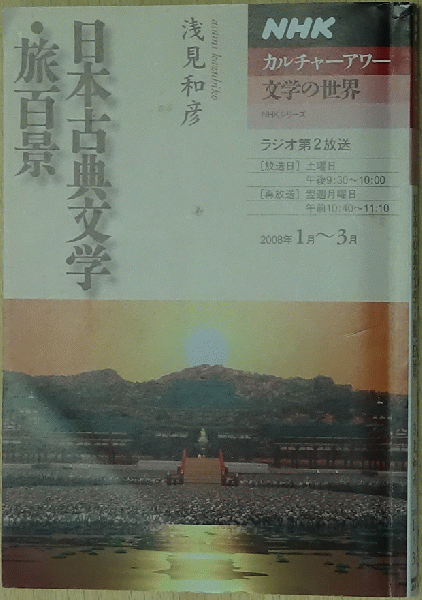 日本古典文学
・旅百景
浅見和彦
asami kazuhiko
NHK
カルチャーアワー
文学の世界
NHKシリーズ
ラジオ第2放送
[放送日] 土曜日
午後9:30～10:00
[再放送] 翌週月曜日
午前10:40～11:10
2008年 1月～3月